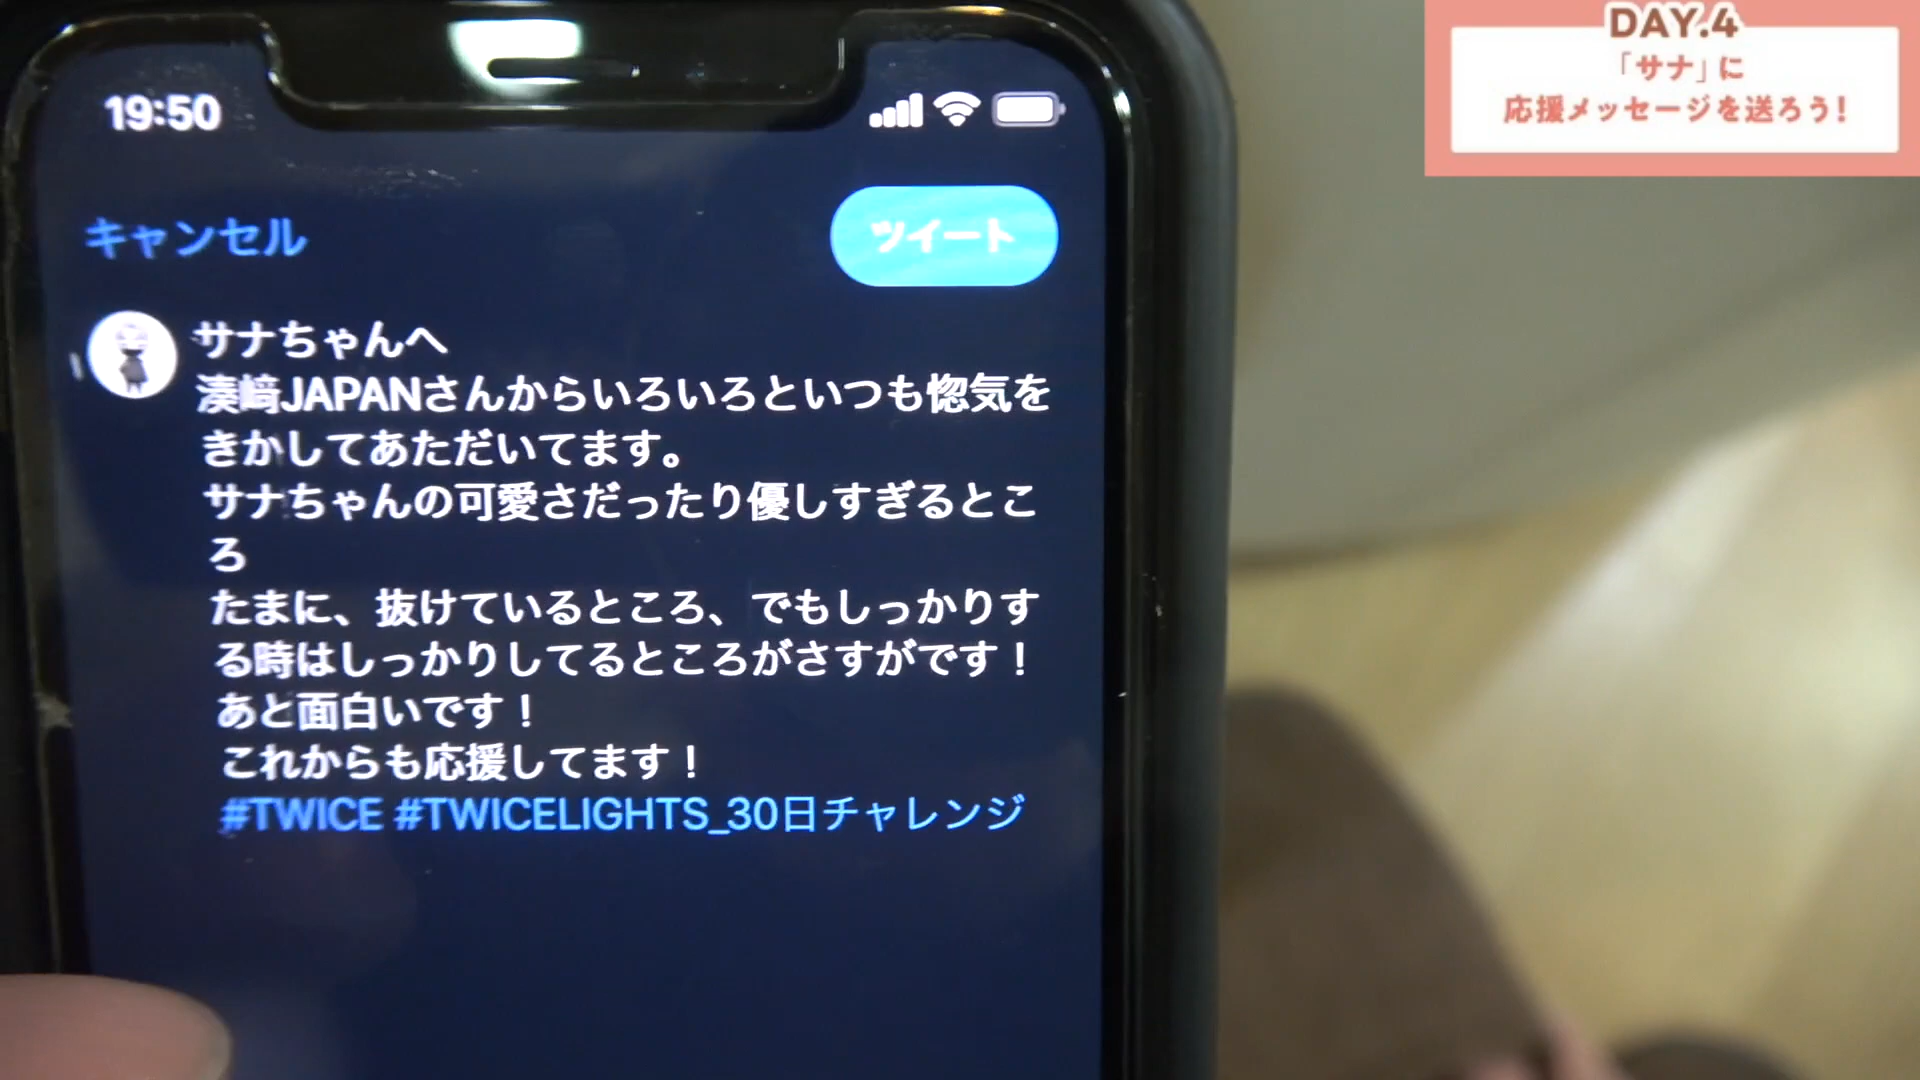 DAY.4
「サナ」に
応援メッセージを送ろう!
19:50
キャンセル
ツイート
サナちゃんへ
湊﨑JAPANさんからいろいろといつも惚気を
きかしてあただいてます。
サナちゃんの可愛さだったり優しすぎるとこ
ろ
たまに、抜けているところ、でもしっかりす
る時はしっかりしてるところがさすがです！
あと面白いです！
これからも応援してます！
#TWICE #TWICELIGHTS_30日チャレンジ